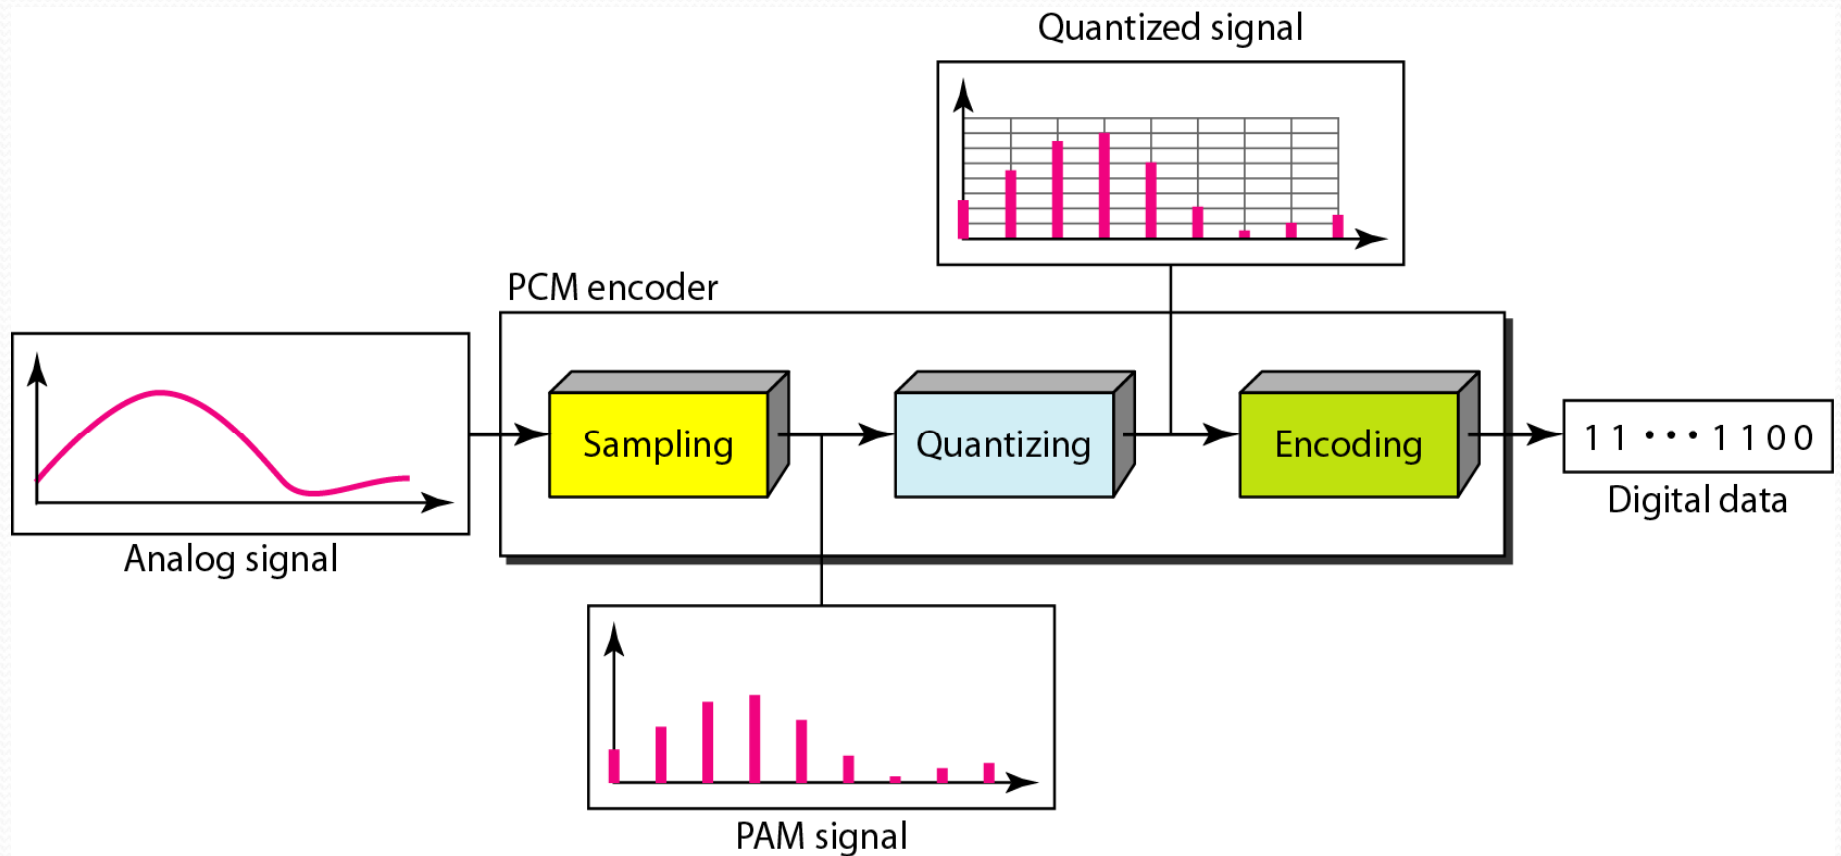 Quantized signal
PCM encoder
Analog signal
Sampling
Quantizing
Encoding
1 1 • • • 1 1 0 0
Digital data
PAM signal